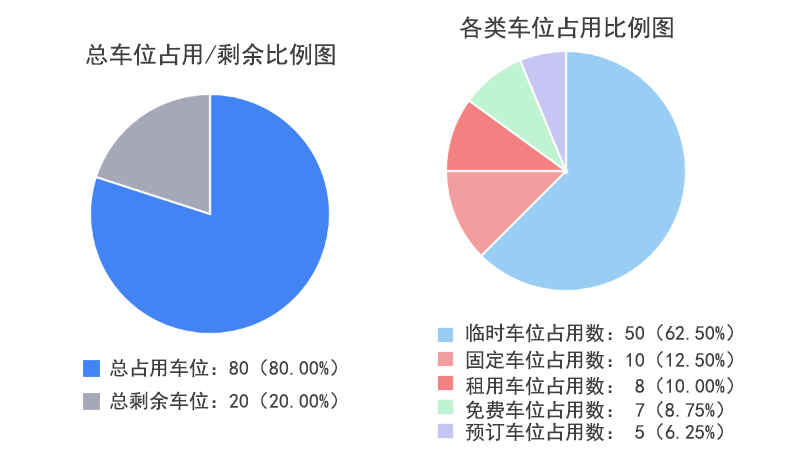 总车位占用/剩余比例图
总占用车位：80（80.00%）
总剩余车位：20（20.00%）
各类车位占用比例图
临时车位占用数：50（62.50%）
固定车位占用数：10（12.50%）
租用车位占用数： 8（10.00%）
免费车位占用数： 7（8.75%）
预订车位占用数： 5（6.25%）